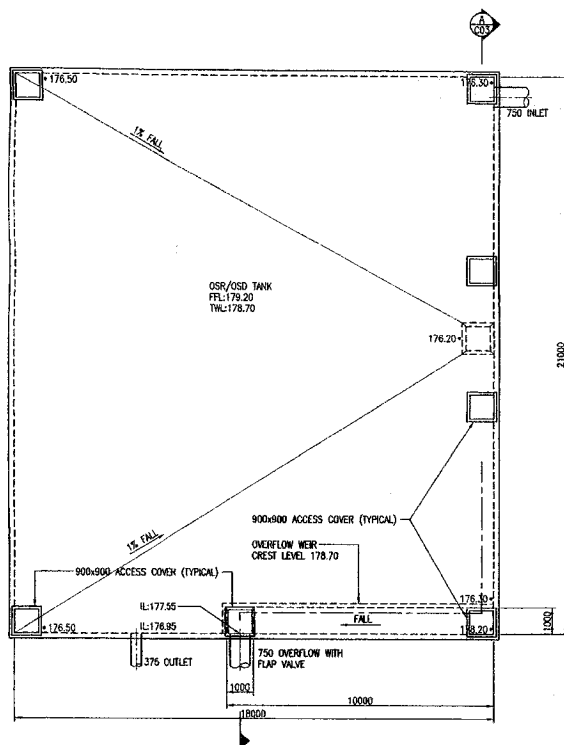 A
C03
176.50
176.30
750 INLET
1% FALL
OSR/OSD TANK
FFL:179.20
TWL:178.70
176.20
21000
900x900 ACCESS COVER (TYPICAL)
OVERFLOW WEIR
CREST LEVEL 178.70
1% FALL
900x900 ACCESS COVER (TYPICAL)
176.30
IL:177.55
FALL
1000
176.50
IL:176.95
178.20
375 OUTLET
750 OVERFLOW WITH
FLAP VALVE
1000
10000
18000